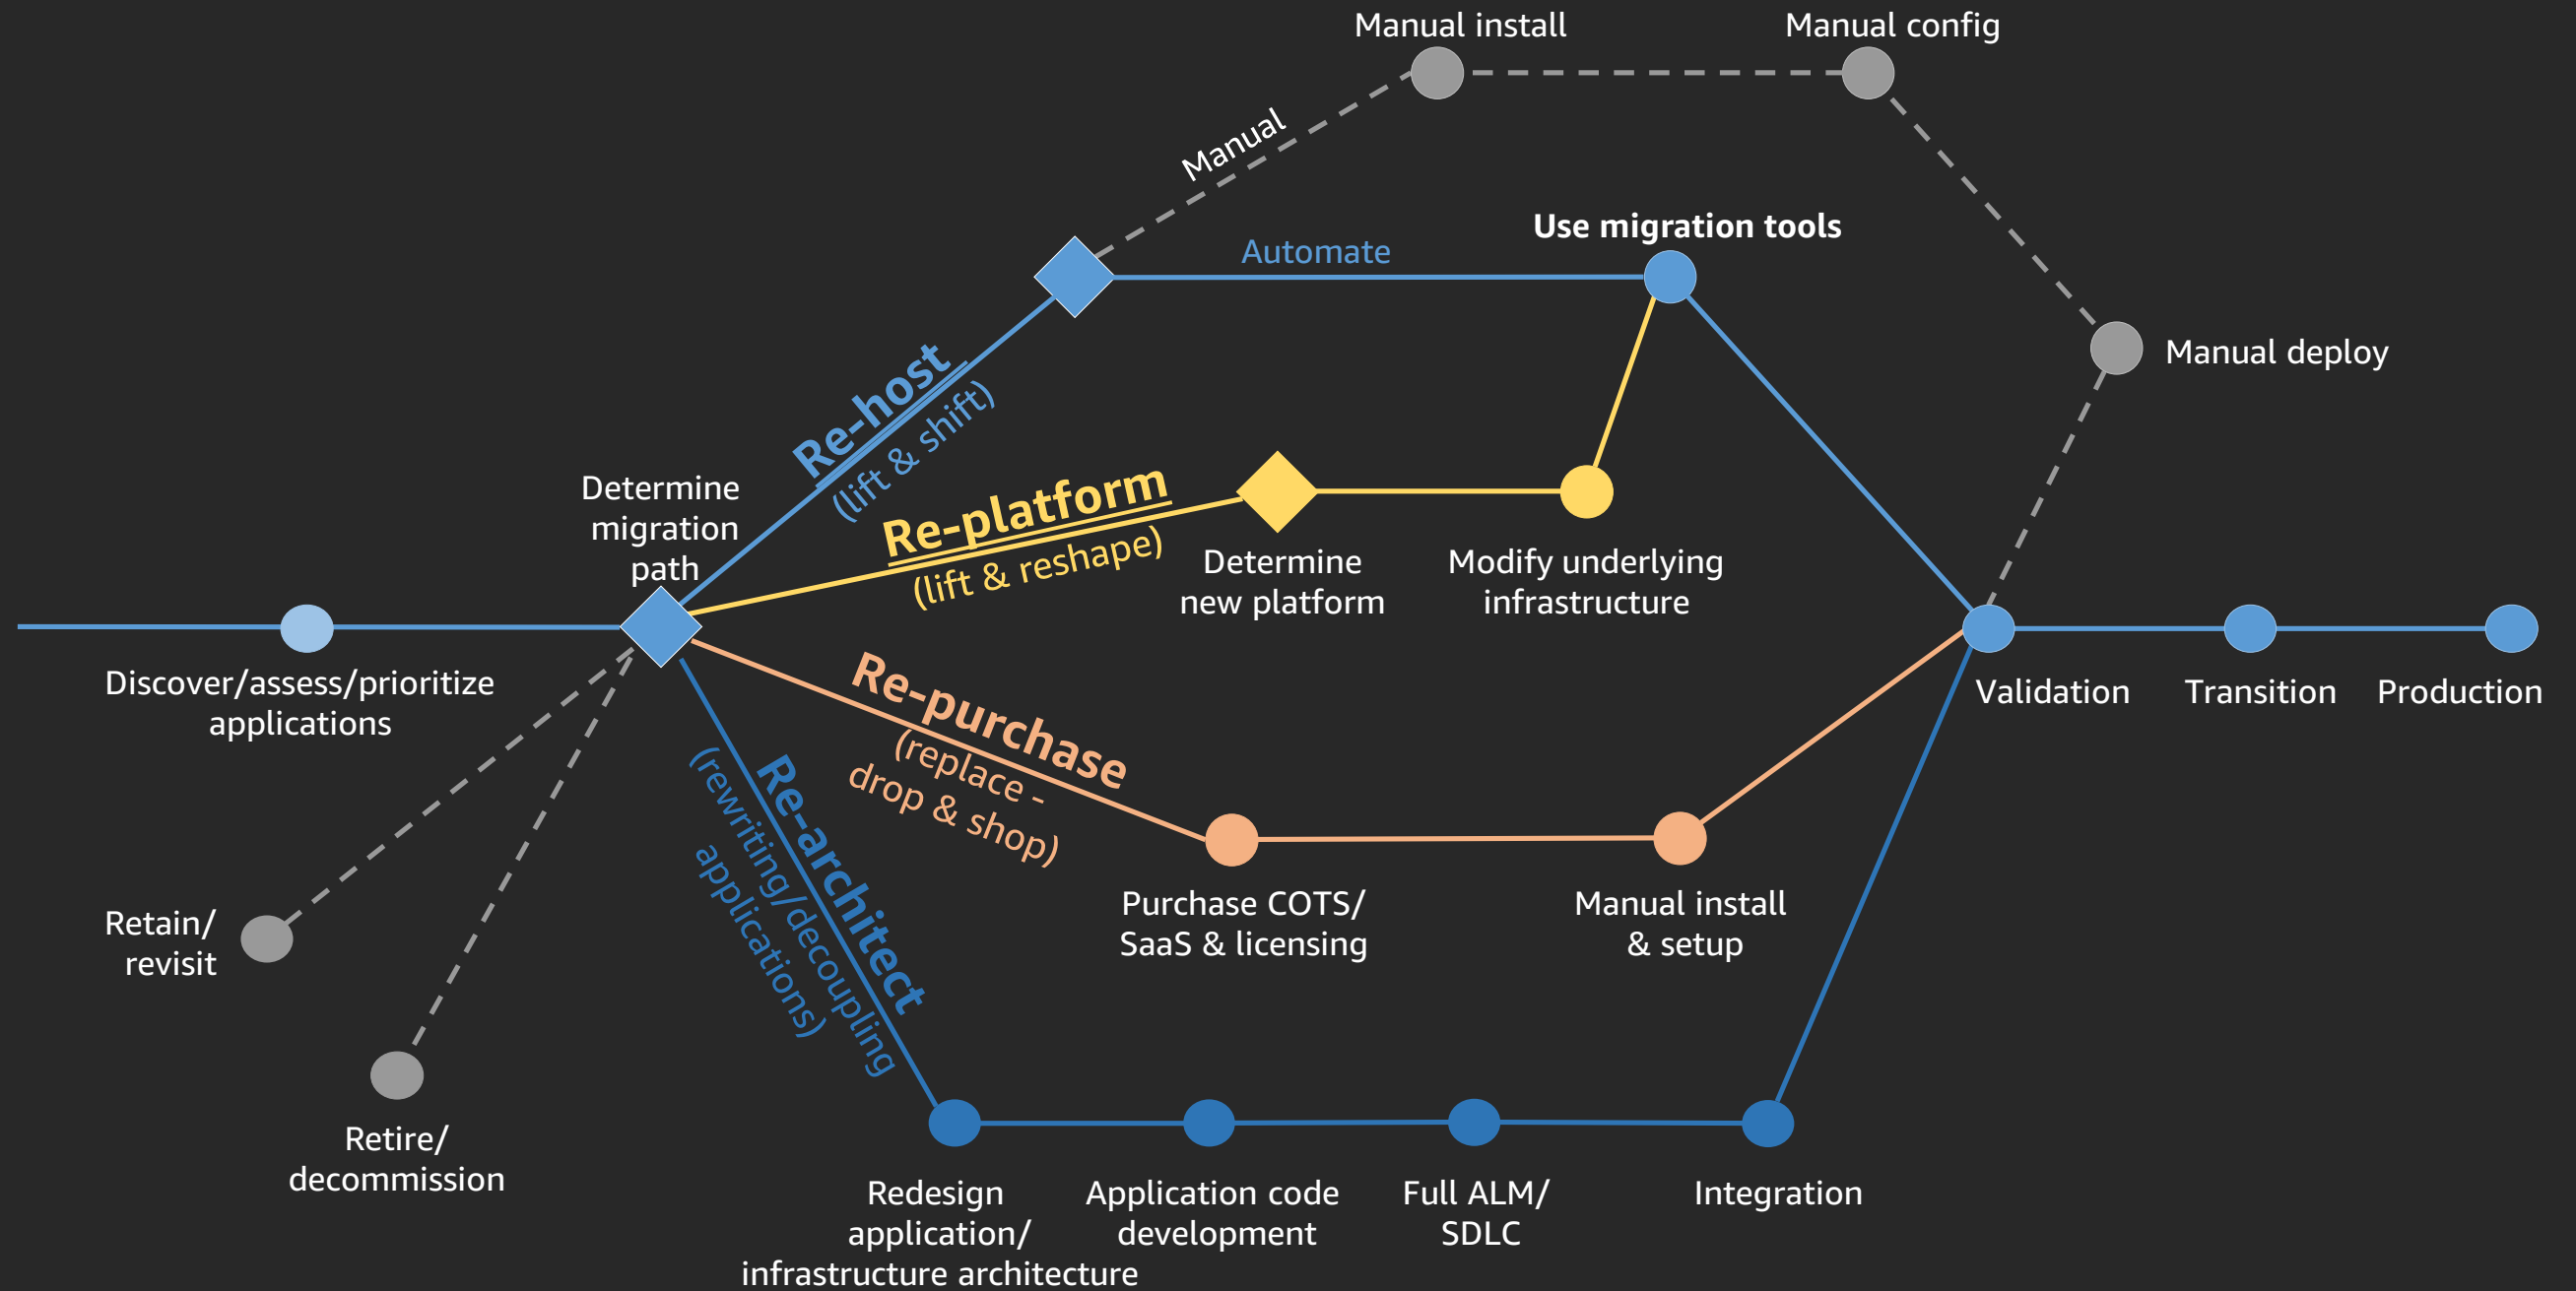 Manual install
Manual config
Manual
Use migration tools
Automate
Manual deploy
Re-host
(lift & shift)
Determine
migration
path
Re-platform
(lift & reshape)
Determine
new platform
Modify underlying
infrastructure
Discover/assess/prioritize
applications
Re-purchase
(replace -
drop & shop)
Validation
Transition
Production
Re-architect
(rewriting/decoupling
applications)
Purchase COTS/
SaaS & licensing
Manual install
& setup
Retain/
revisit
Retire/
decommission
Redesign
application/
infrastructure architecture
Application code
development
Full ALM/
SDLC
Integration